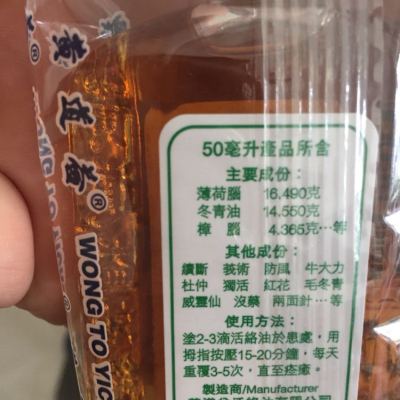 黃道益®
WONG TO YIC
50毫升產品所含
主要成份：
薄荷腦 16.490克
冬青油 14.550克
樟腦 4.365克…等
其他成份：
續斷 莪術 防風 牛大力
杜仲 獨活 紅花 毛冬青
威靈仙 沒藥 兩面針…等
使用方法：
塗2-3滴活絡油於患處，用
拇指按壓15-20分鐘，每天
重覆3-5次，直至痊癒。
製造商/Manufacturer